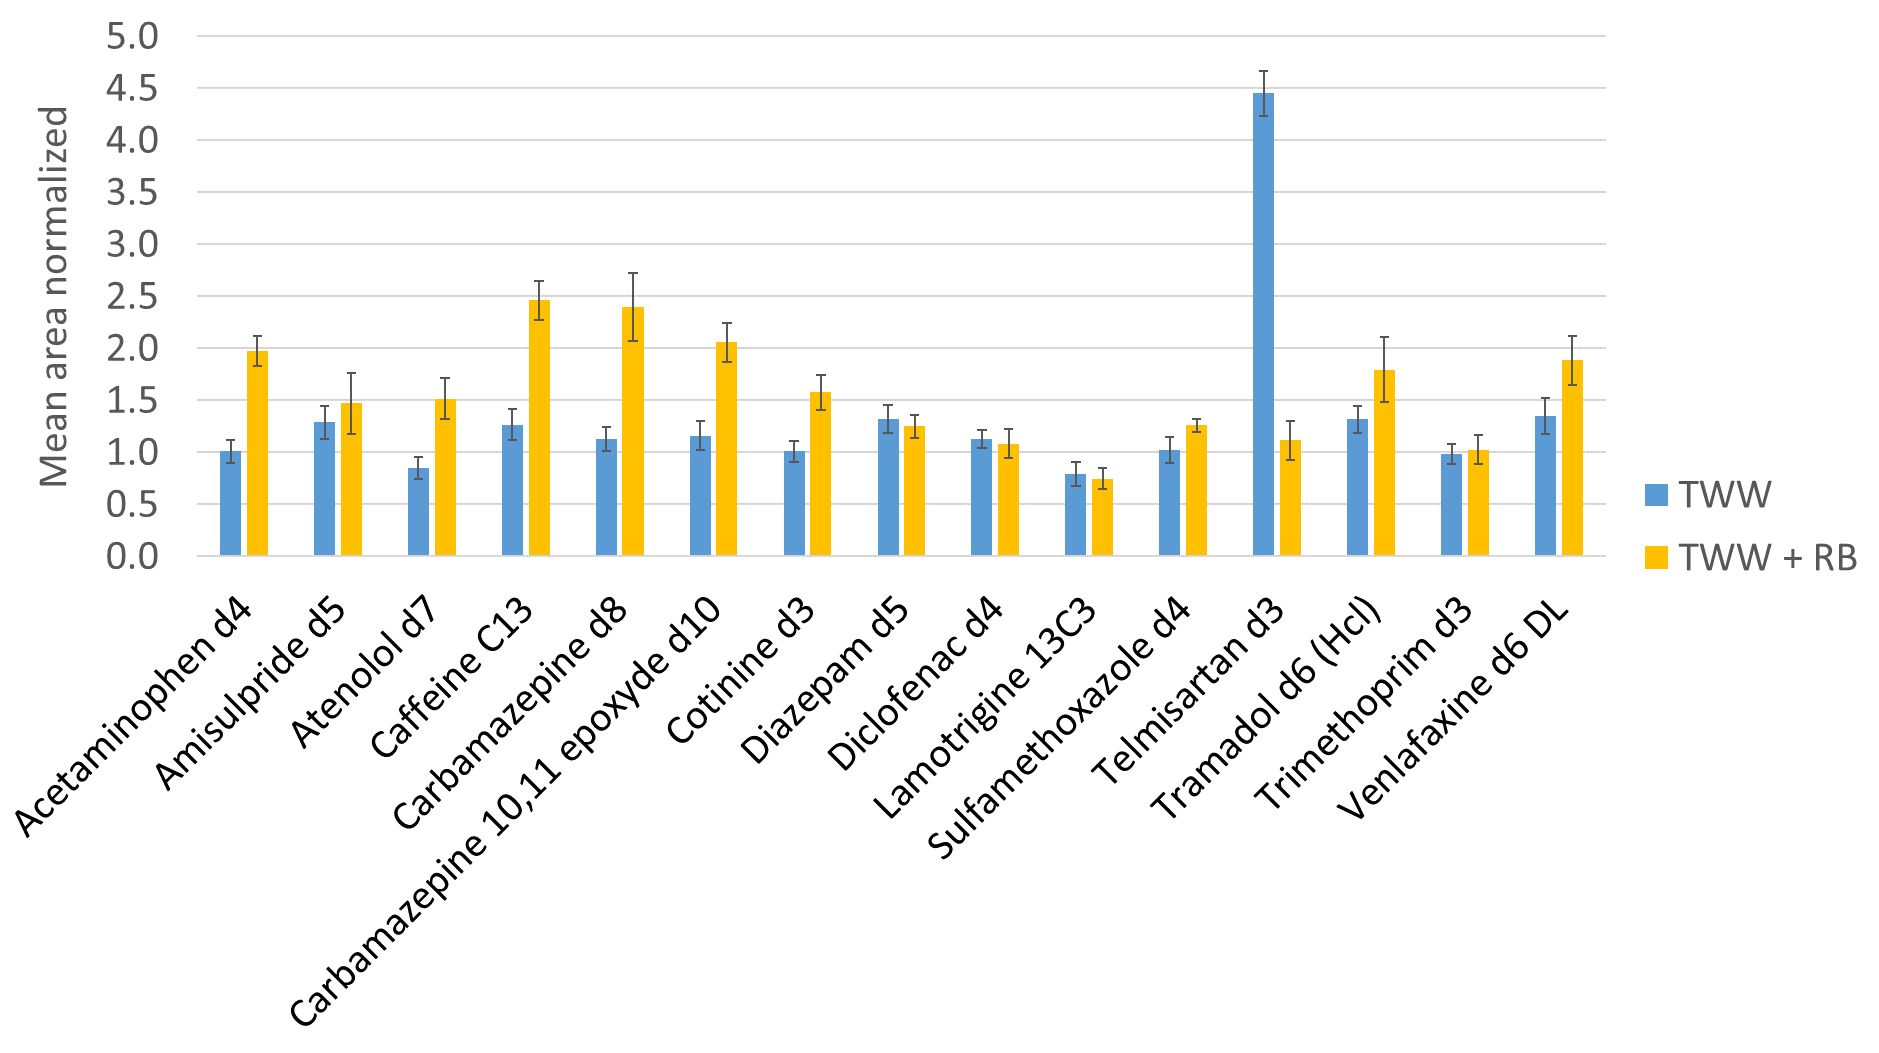 Mean area normalized
5.0
4.5
4.0
3.5
3.0
2.5
2.0
1.5
1.0
0.5
0.0
Acetaminophen d4
Amisulpride d5
Atenolol d7
Caffeine C13
Carbamazepine d8
Carbamazepine 10,11 epoxyde d10
Cotinine d3
Diazepam d5
Diclofenac d4
Lamotrigine 13C3
Sulfamethoxazole d4
Telmisartan d3
Tramadol d6 (Hcl)
Trimethoprim d3
Venlafaxine d6 DL
TWW
TWW + RB